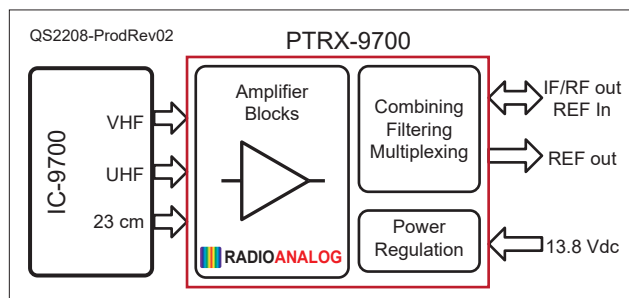 QS2208-ProdRev02
PTRX-9700
IC-9700
VHF
UHF
23 cm
Amplifier
Blocks
RADIOANALOG
Combining
Filtering
Multiplexing
Power
Regulation
IF/RF out
REF In
REF out
13.8 Vdc